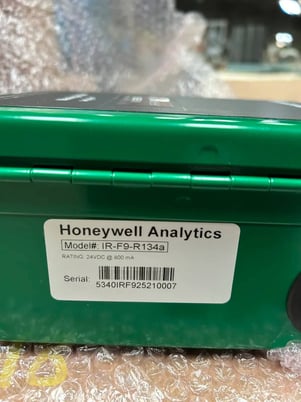 Honeywell Analytics
Model#: IR-F9-R134a
RATING: 24VDC @ 800 mA
Serial:
5340IRF925210007